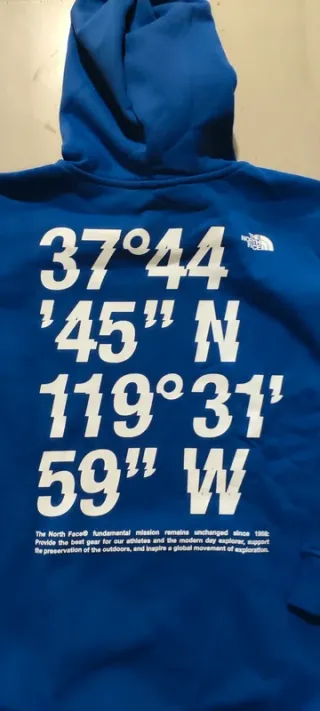 THE
NORTH
FACE
37°44
'45" N
119°31'
59" W
The North Face® fundamental mission remains unchanged since 1966:
Provide the best gear for our athletes and the modern day explorer, support
the preservation of the outdoors, and inspire a global movement of exploration.